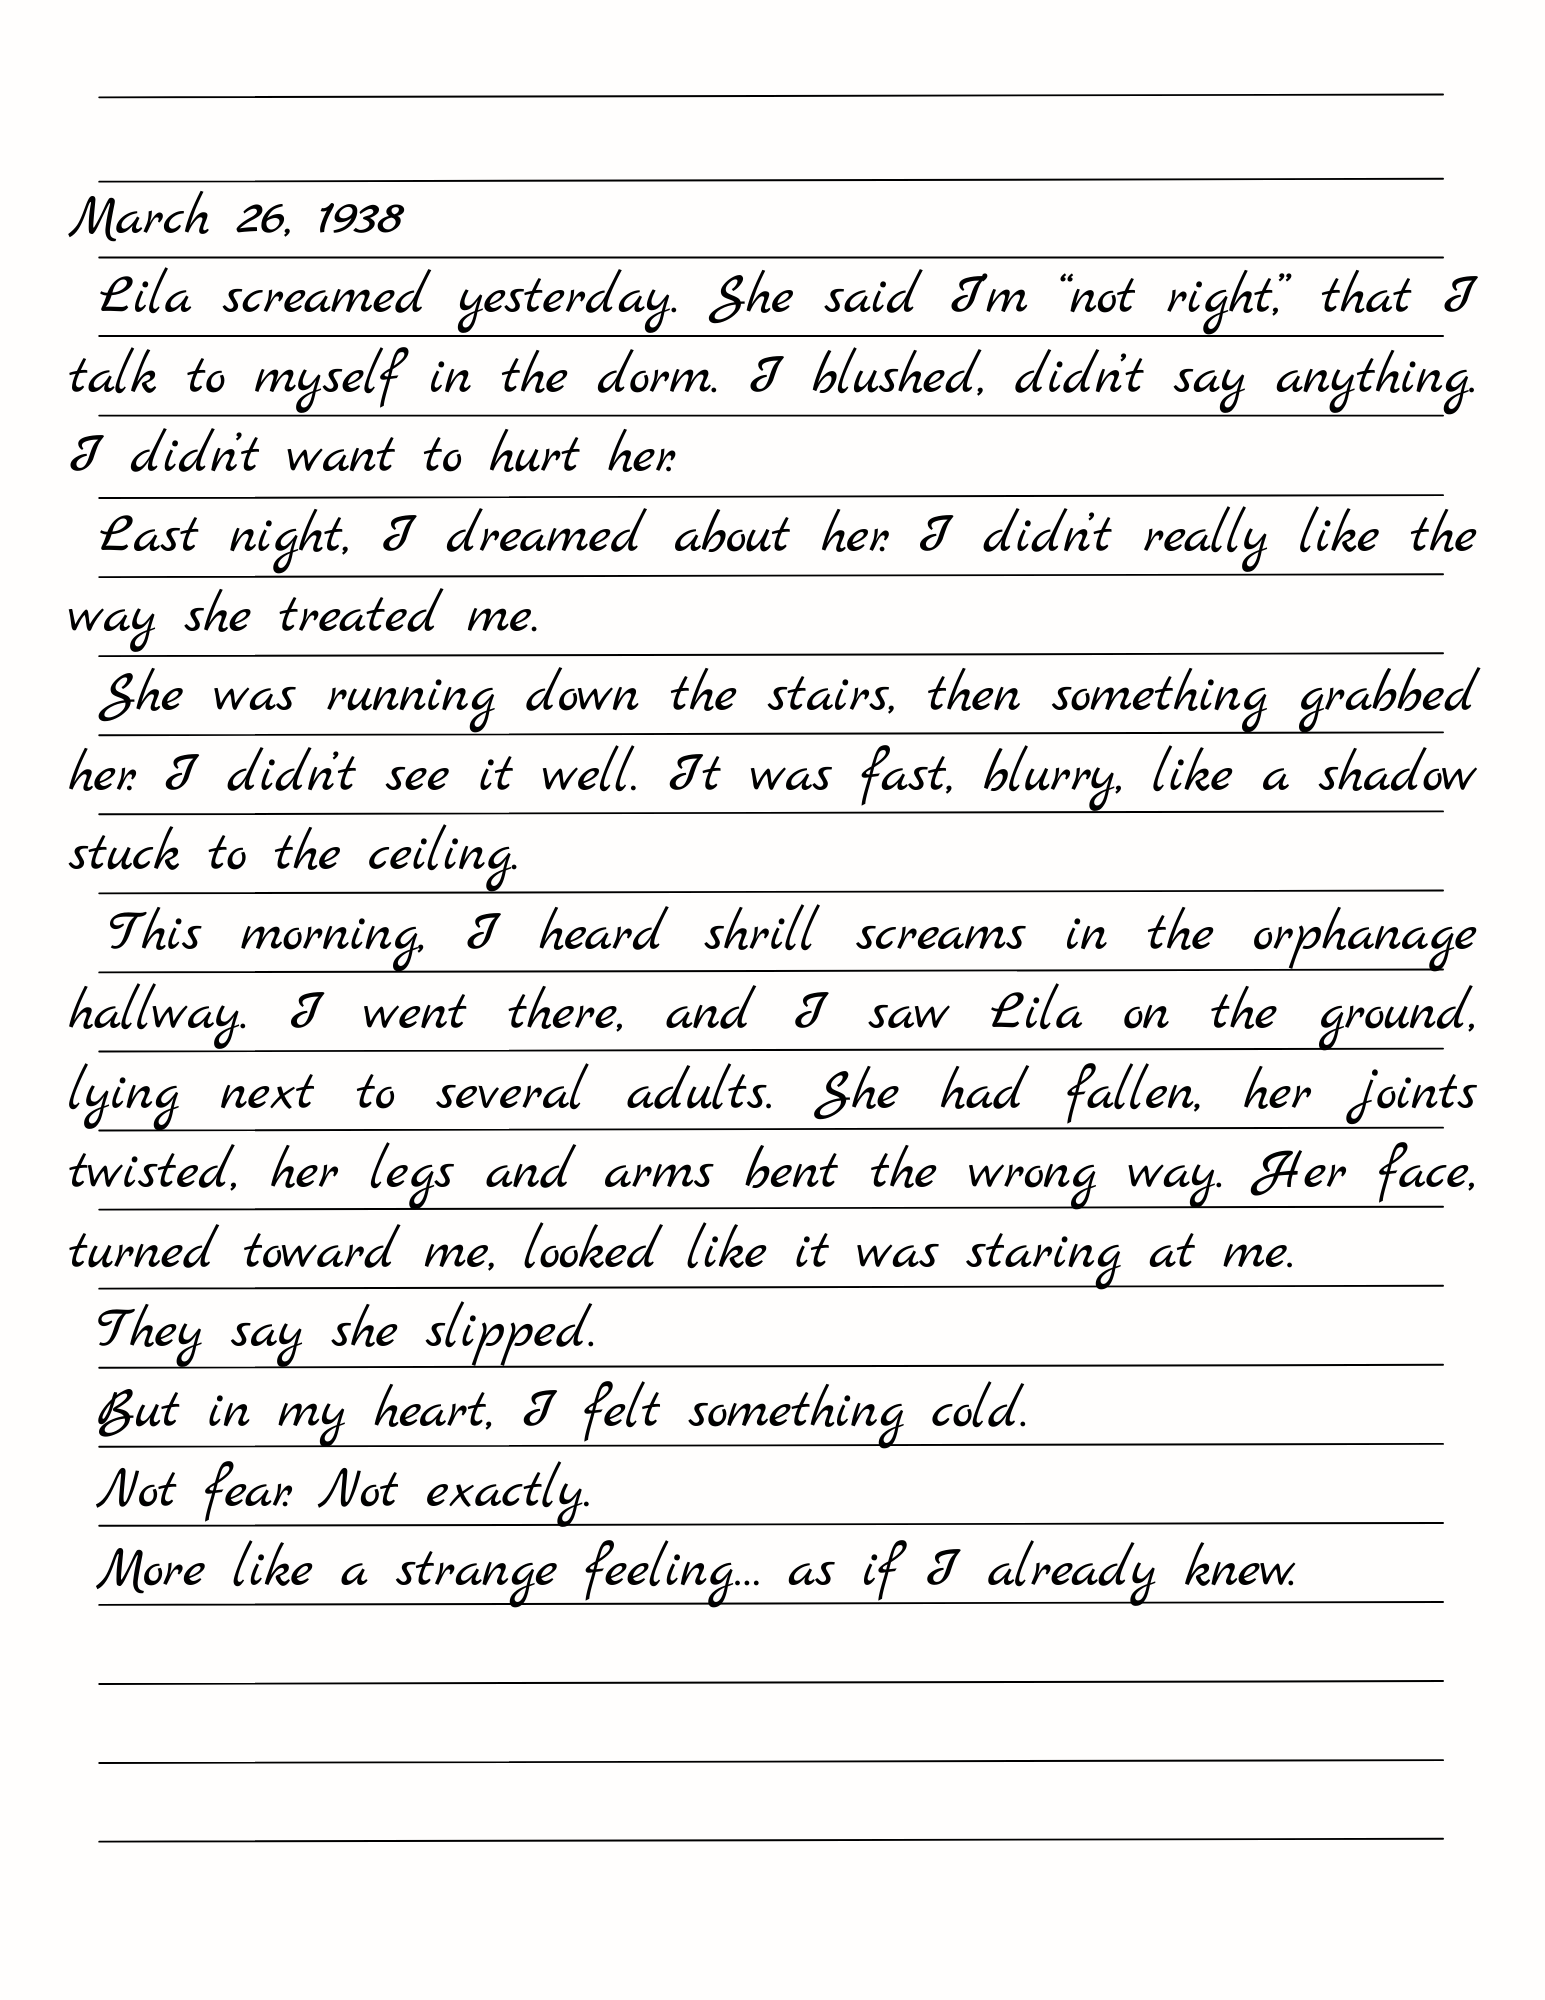 March 26, 1938
Lila screamed yesterday. She said I'm “not right,” that I
talk to myself in the dorm. I blushed, didn't say anything.
I didn't want to hurt her.
Last night, I dreamed about her. I didn't really like the
way she treated me.
She was running down the stairs, then something grabbed
her. I didn't see it well. It was fast, blurry, like a shadow
stuck to the ceiling.
This morning, I heard shrill screams in the orphanage
hallway. I went there, and I saw Lila on the ground,
lying next to several adults. She had fallen, her joints
twisted, her legs and arms bent the wrong way. Her face,
turned toward me, looked like it was staring at me.
They say she slipped.
But in my heart, I felt something cold.
Not fear. Not exactly.
More like a strange feeling... as if I already knew.